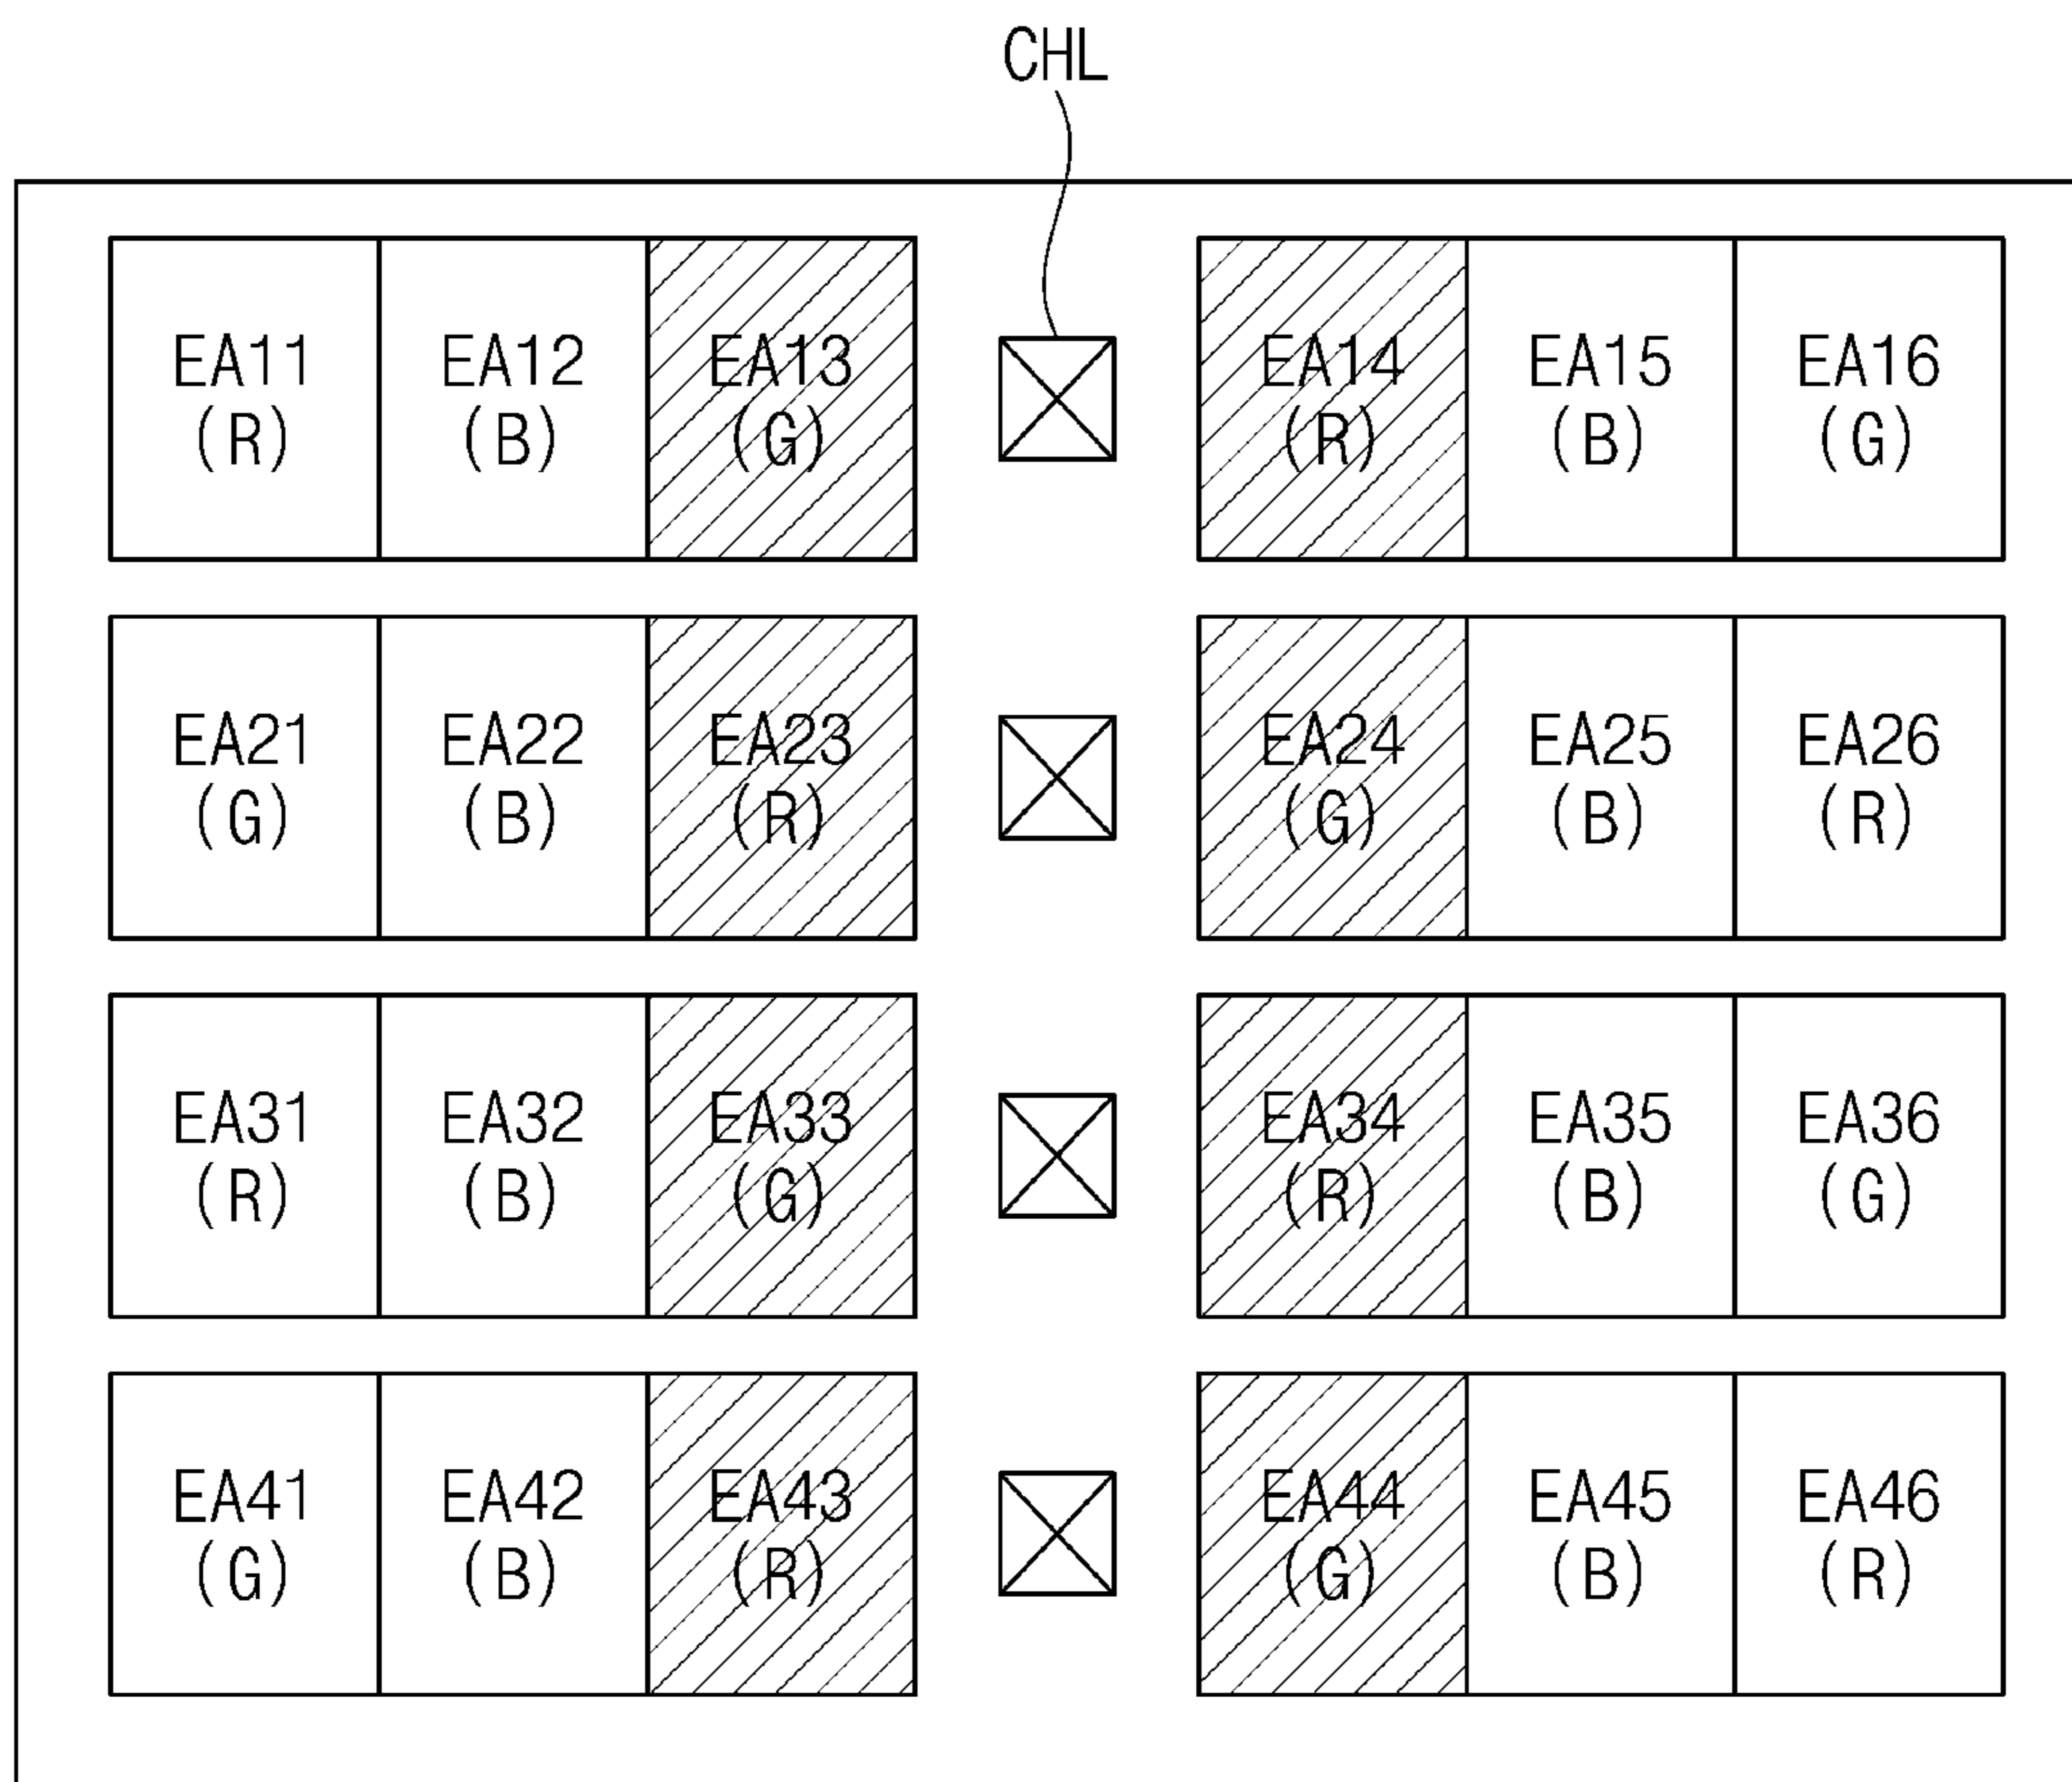 CHL
EA11 EA12 EA13 EA14 EA15 EA16
(R) (B) (G) (R) (B) (G)
EA21 EA22 EA23 EA24 EA25 EA26
(G) (B) (R) (G) (B) (R)
EA31 EA32 EA33 EA34 EA35 EA36
(R) (B) (G) (R) (B) (G)
EA41 EA42 EA43 EA44 EA45 EA46
(G) (B) (R) (G) (B) (R)